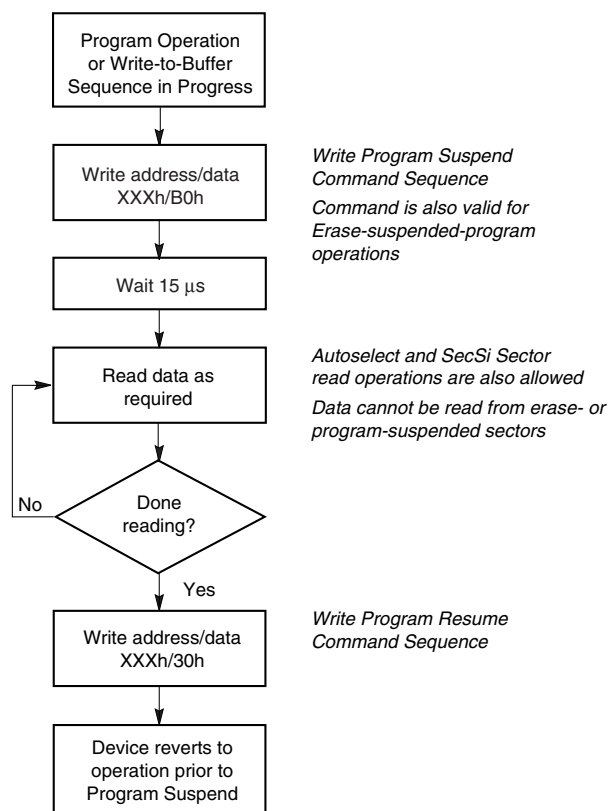 Program Operation
or Write-to-Buffer
Sequence in Progress
Write address/data
XXXh/B0h
Write Program Suspend
Command Sequence
Command is also valid for
Erase-suspended-program
operations
Wait 15 μs
Read data as
required
Autoselect and SecSi Sector
read operations are also allowed
Data cannot be read from erase- or
program-suspended sectors
No
Done
reading?
Yes
Write address/data
XXXh/30h
Write Program Resume
Command Sequence
Device reverts to
operation prior to
Program Suspend